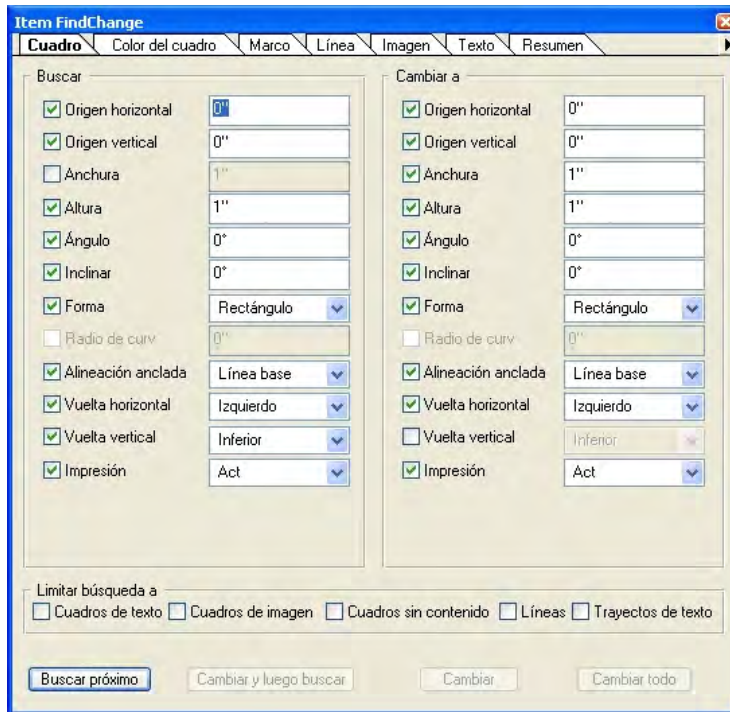 Item FindChange
Cuadro Color del cuadro Marco Línea Imagen Texto Resumen
Buscar
Origen horizontal 0"
Origen vertical 0"
Anchura 1"
Altura 1"
Ángulo 0°
Inclinar 0°
Forma Rectángulo
Radio de curv 0"
Alineación anclada Línea base
Vuelta horizontal Izquierdo
Vuelta vertical Inferior
Impresión Act
Cambiar a
Origen horizontal 0"
Origen vertical 0"
Anchura 1"
Altura 1"
Ángulo 0°
Inclinar 0°
Forma Rectángulo
Radio de curv 0"
Alineación anclada Línea base
Vuelta horizontal Izquierdo
Vuelta vertical Inferior
Impresión Act
Limitar búsqueda a
Cuadros de texto Cuadros de imagen Cuadros sin contenido Líneas Trayectos de texto
Buscar próximo Cambiar y luego buscar Cambiar Cambiar todo